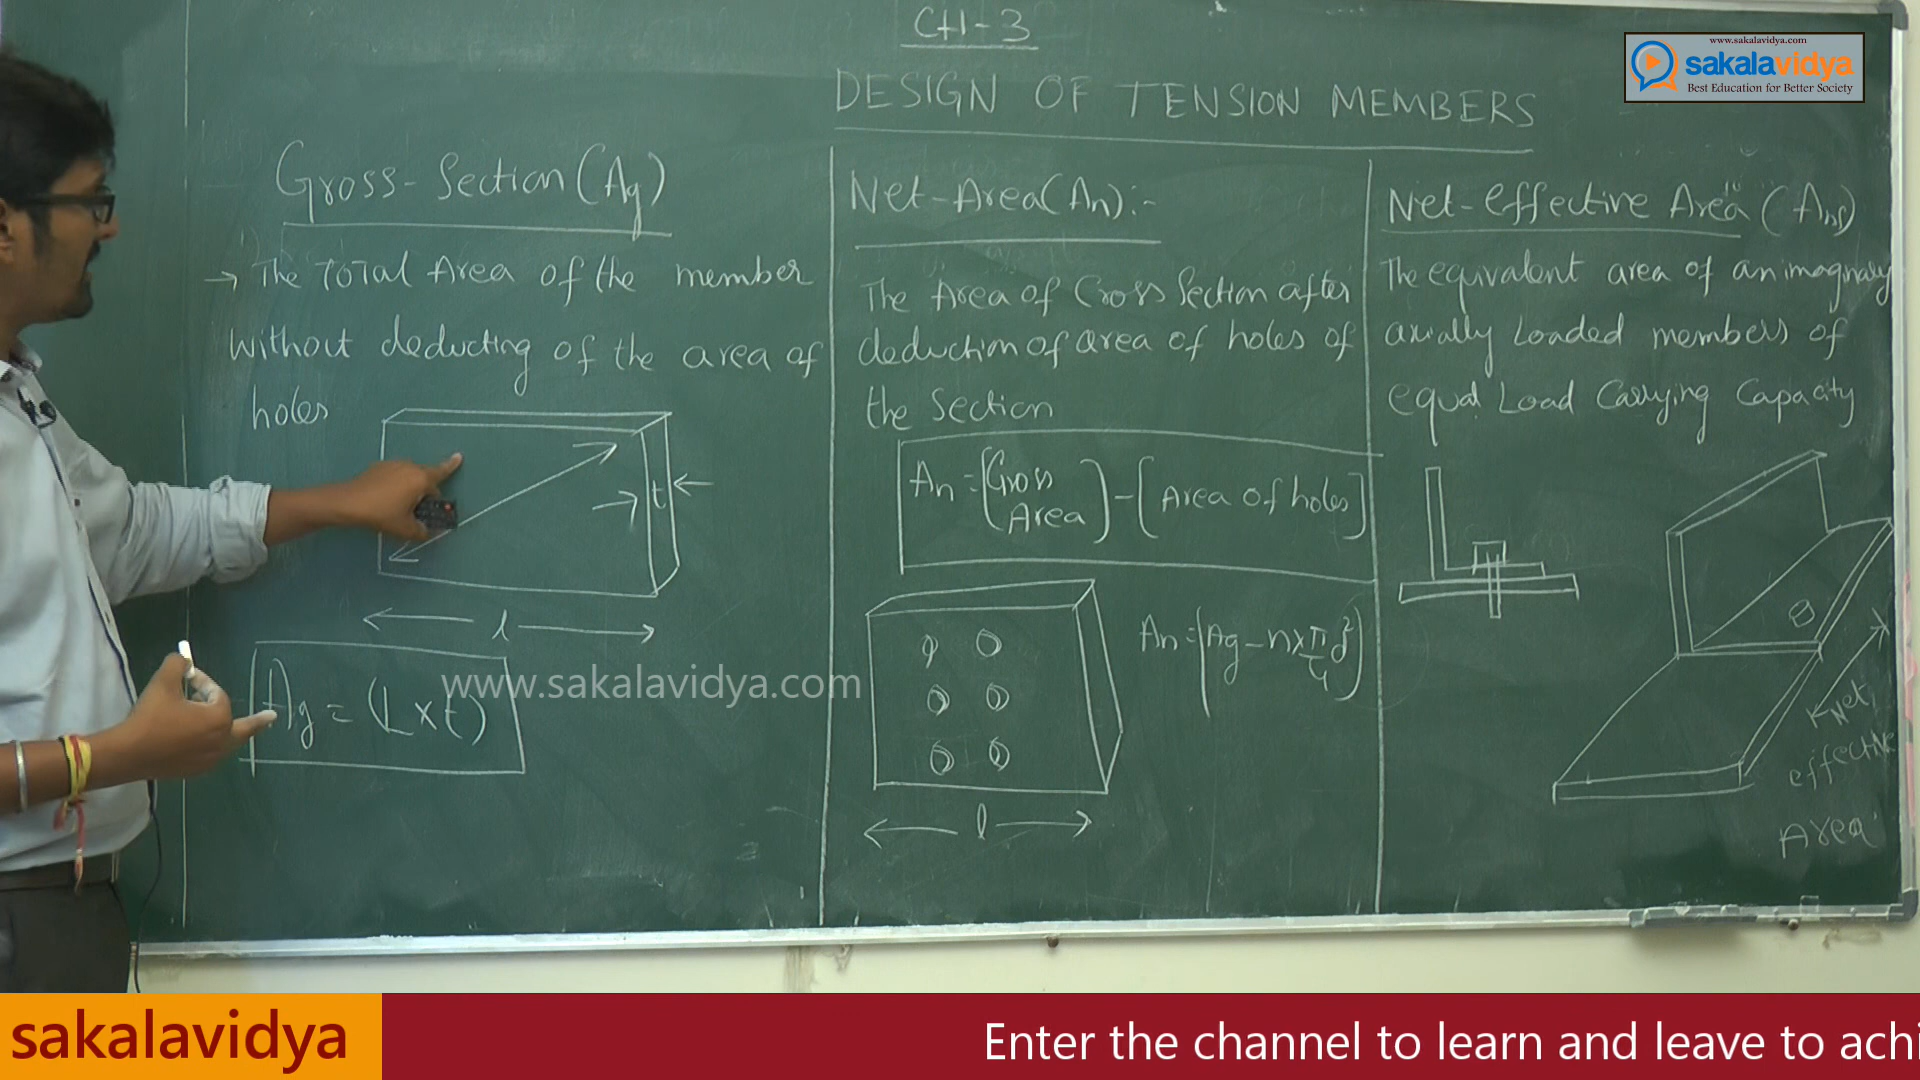 CH-3
DESIGN OF TENSION MEMBERS
www.sakalavidya.com
sakalavidya
Best Education for Better Society
Gross-Section (Ag)
→ The Total Area of the member
without deducting of the area of
holes
t
l
Ag = (L×t)
Net-Area (An):-
The Area of Cross Section after
deduction of area of holes of
the Section
An = (Gross Area) - [Area of holes]
An = (Ag - n×π/4 d²)
l
Net-effective Area (Anf)
The equivalent area of an imaginary
axially Loaded members of
equal Load Carrying Capacity
Net
effective
Area
www.sakalavidya.com
sakalavidya
Enter the channel to learn and leave to achi